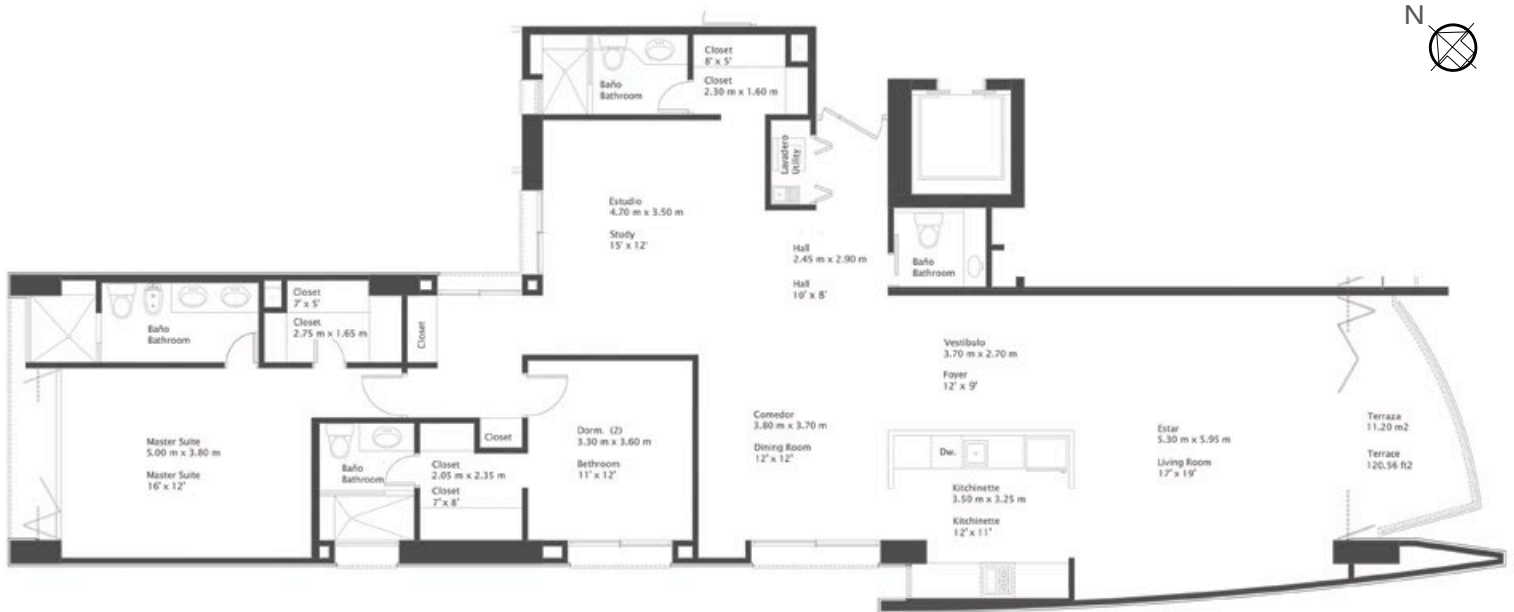 N
Closet
8' x 5'
Closet
2.30 m x 1.60 m
Baño
Bathroom
Lavadero
Utility
Estudio
4.70 m x 3.50 m
Study
15' x 12'
Hall
2.45 m x 2.90 m
Hall
10' x 8'
Baño
Bathroom
Closet
7' x 5'
Closet
2.75 m x 1.65 m
Baño
Bathroom
Closet
Vestibulo
3.70 m x 2.70 m
Foyer
12' x 9'
Master Suite
5.00 m x 3.80 m
Master Suite
16' x 12'
Baño
Bathroom
Closet
2.05 m x 2.35 m
Closet
7' x 8'
Closet
Dorm. (2)
3.30 m x 3.60 m
Bethroom
11' x 12'
Comedor
3.80 m x 3.70 m
Dining Room
12' x 12'
Dw.
Kitchinette
3.50 m x 3.25 m
Kitchinette
12' x 11'
Estar
5.30 m x 5.95 m
Living Room
17' x 19'
Terraza
11.20 m2
Terrace
120.56 ft2